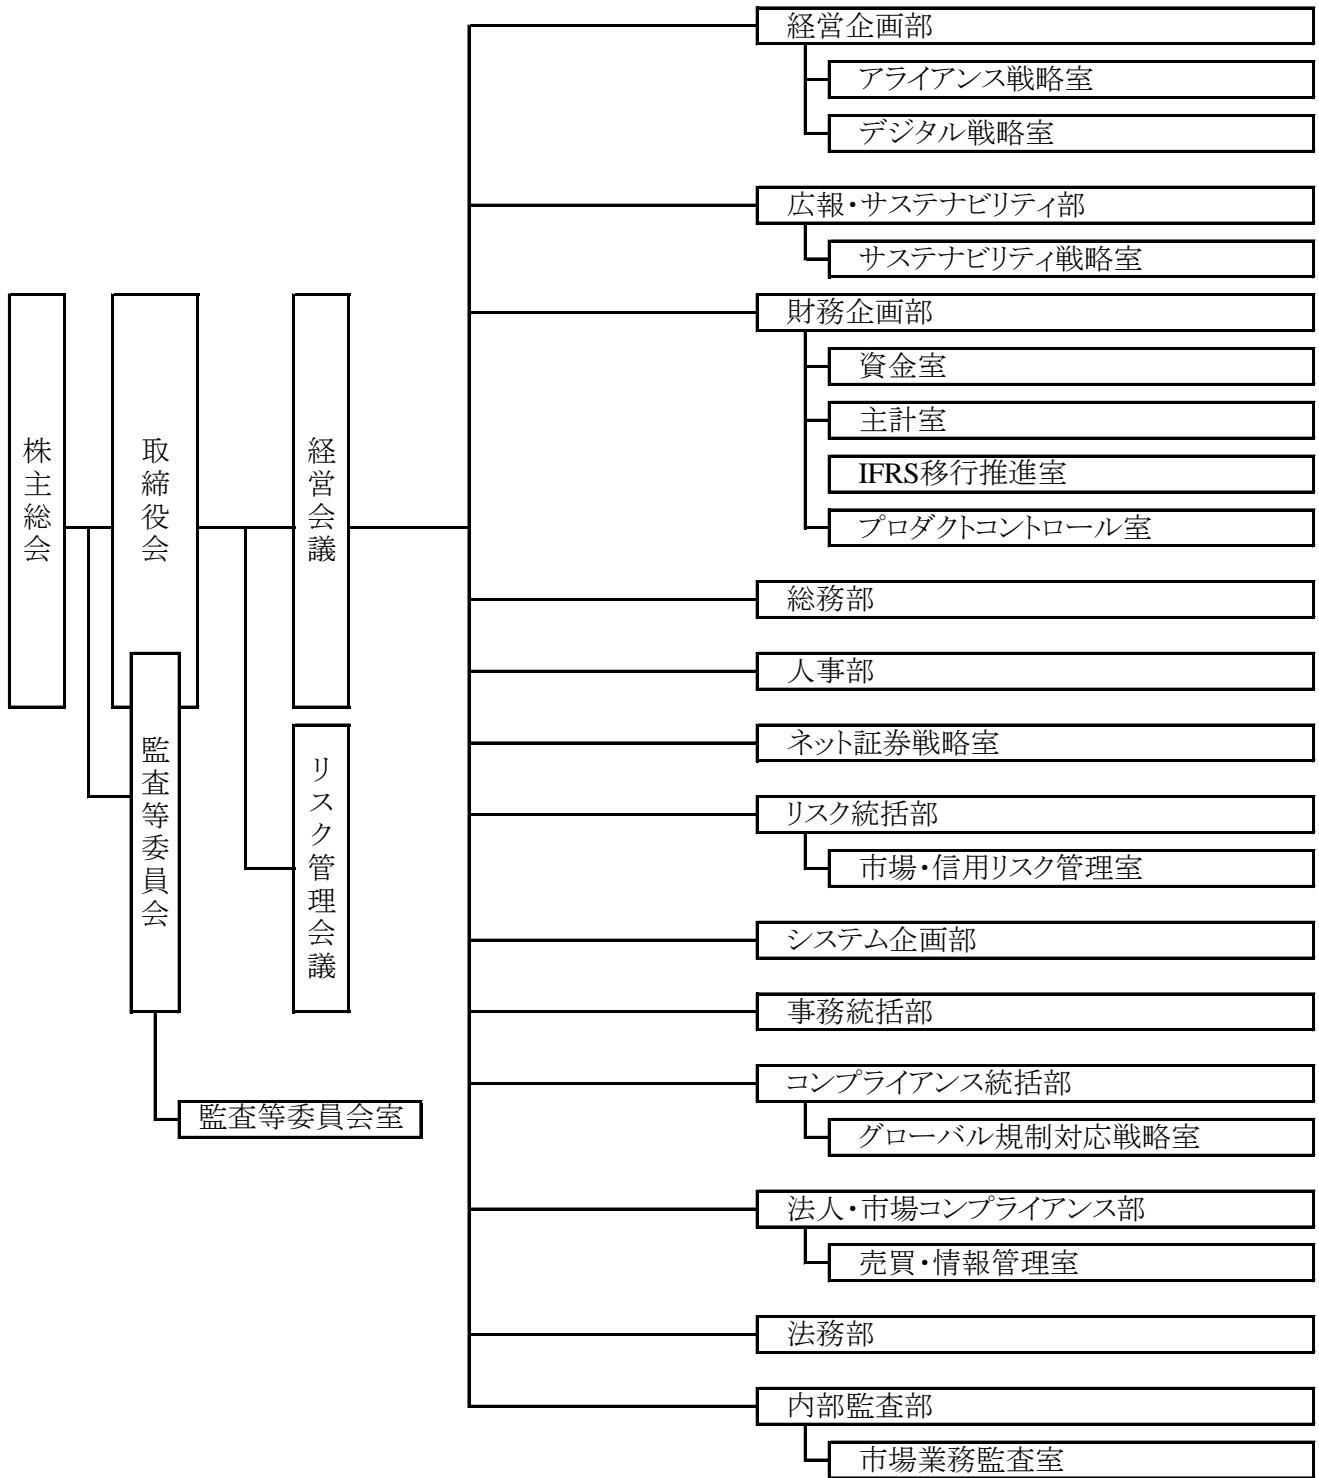 株主総会
取締役会
監査等委員会
監査等委員会室
経営会議
リスク管理会議
経営企画部
アライアンス戦略室
デジタル戦略室
広報・サステナビリティ部
サステナビリティ戦略室
財務企画部
資金室
主計室
IFRS移行推進室
プロダクトコントロール室
総務部
人事部
ネット証券戦略室
リスク統括部
市場・信用リスク管理室
システム企画部
事務統括部
コンプライアンス統括部
グローバル規制対応戦略室
法人・市場コンプライアンス部
売買・情報管理室
法務部
内部監査部
市場業務監査室